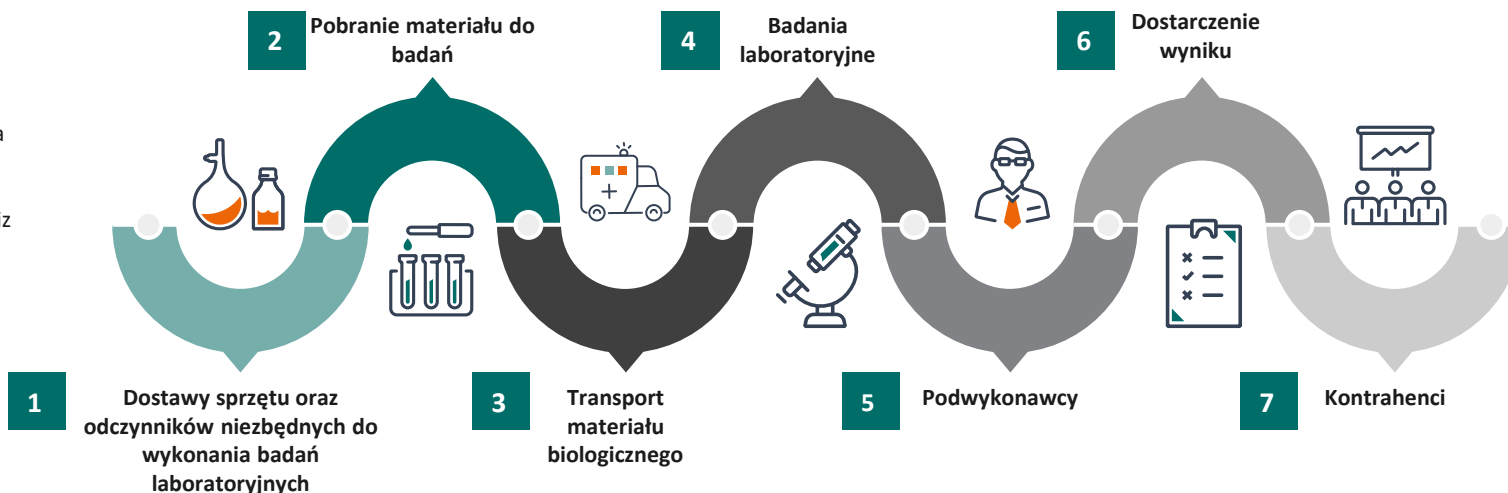 a
iz
1
Dostawy sprzętu oraz
odczynników niezbędnych do
wykonania badań
laboratoryjnych
2
Pobranie materiału do
badań
3
Transport
materiału
biologicznego
4
Badania
laboratoryjne
5
Podwykonawcy
6
Dostarczenie
wyniku
7
Kontrahenci